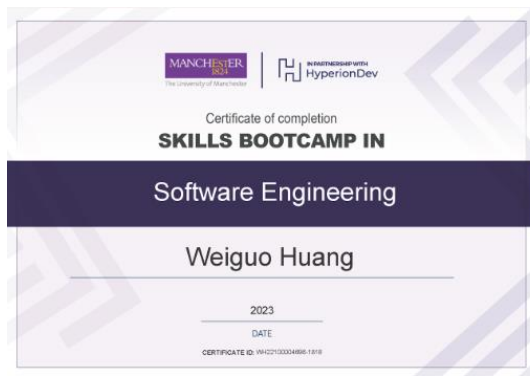 MANCHESTER
1824
The University of Manchester
IN PARTNERSHIP WITH
HyperionDev
Certificate of completion
SKILLS BOOTCAMP IN
Software Engineering
Weiguo Huang
2023
DATE
CERTIFICATE ID: